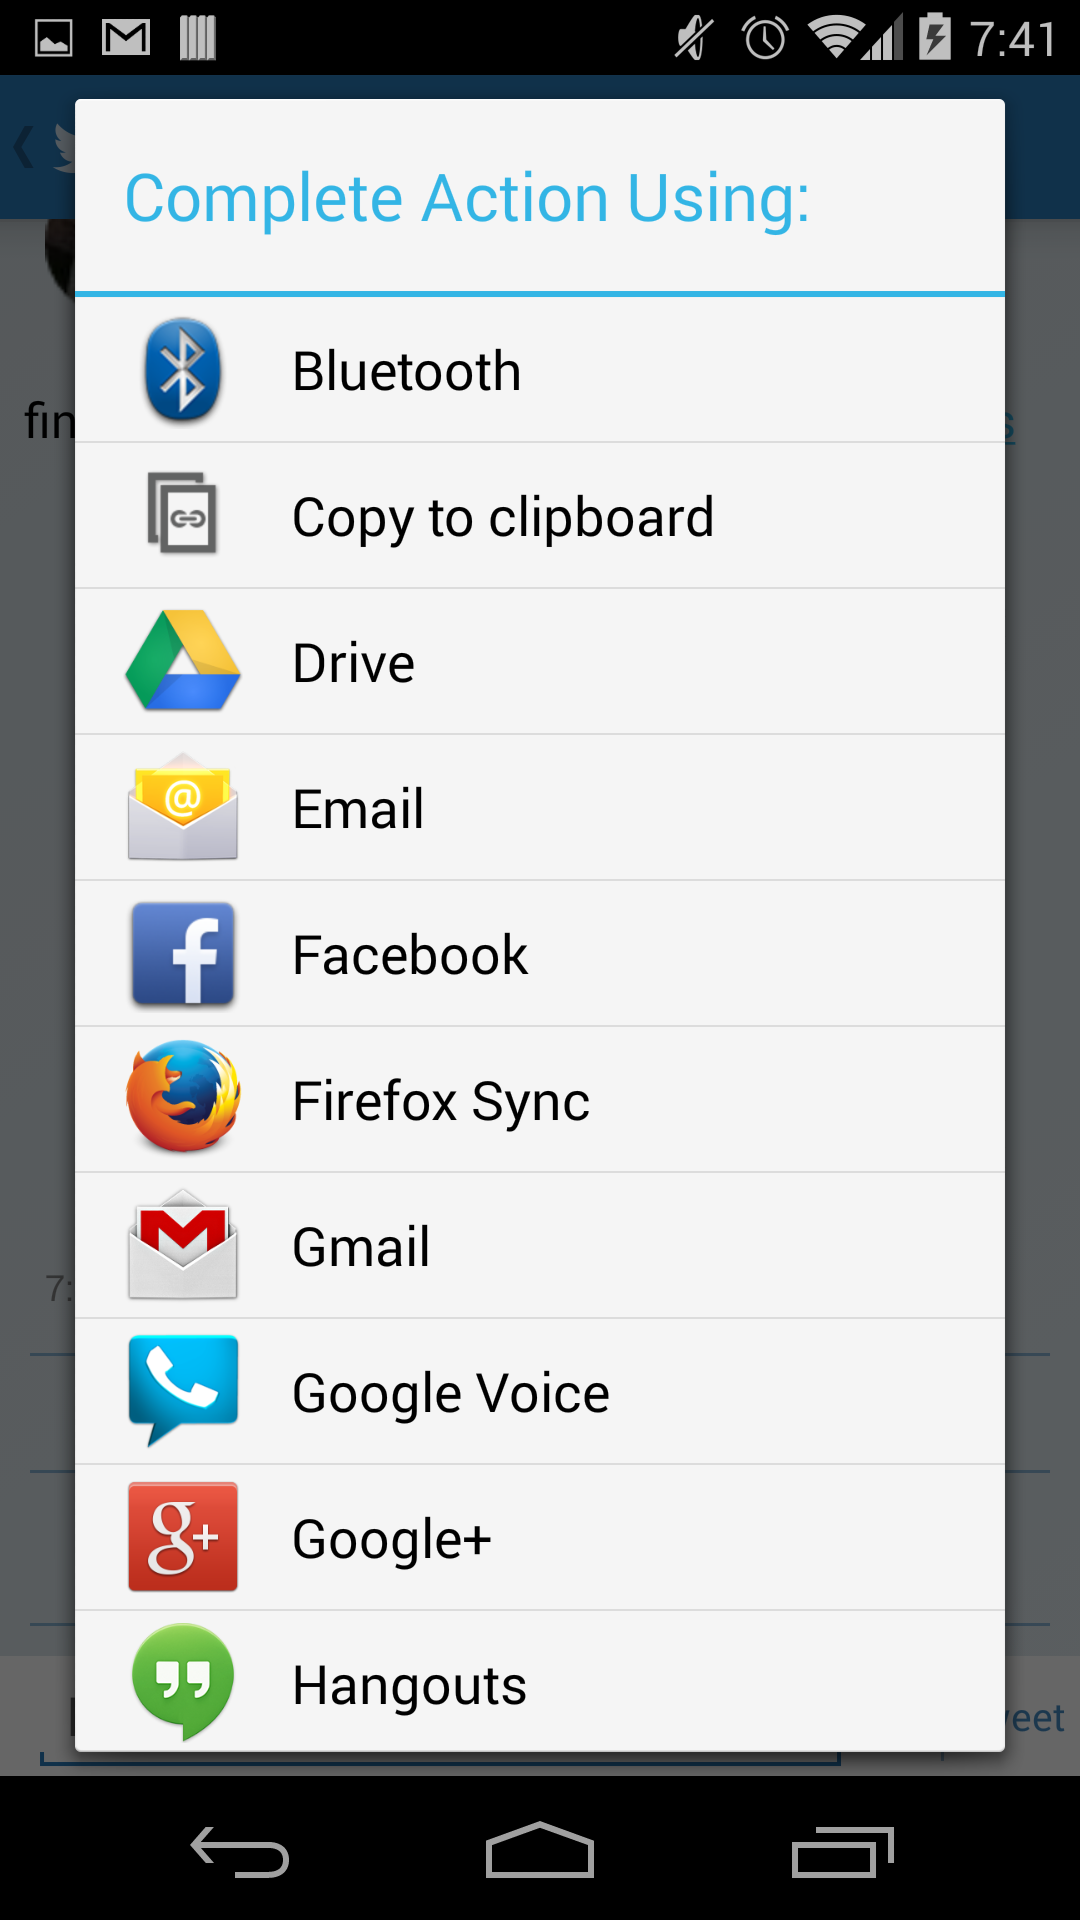 7:41
Complete Action Using:
Bluetooth
Copy to clipboard
Drive
@
Email
f
Facebook
Firefox Sync
Gmail
Google Voice
g+
Google+
Hangouts